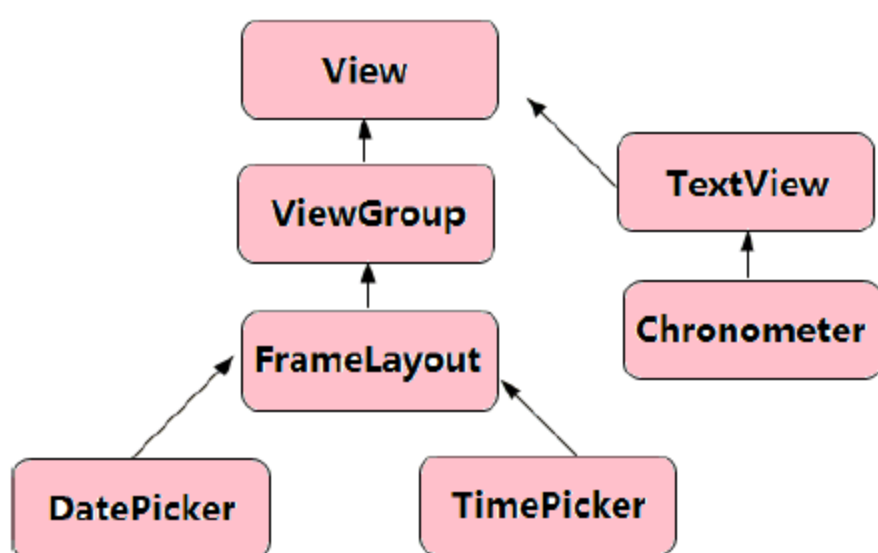 View
TextView
ViewGroup
Chronometer
FrameLayout
DatePicker
TimePicker